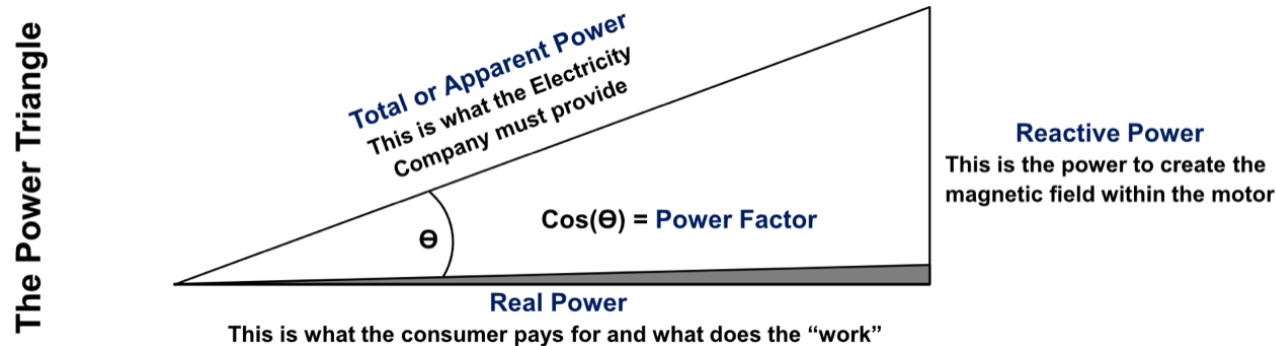 The Power Triangle
Total or Apparent Power
This is what the Electricity
Company must provide
Reactive Power
This is the power to create the
magnetic field within the motor
Cos(Θ) = Power Factor
Θ
Real Power
This is what the consumer pays for and what does the “work”